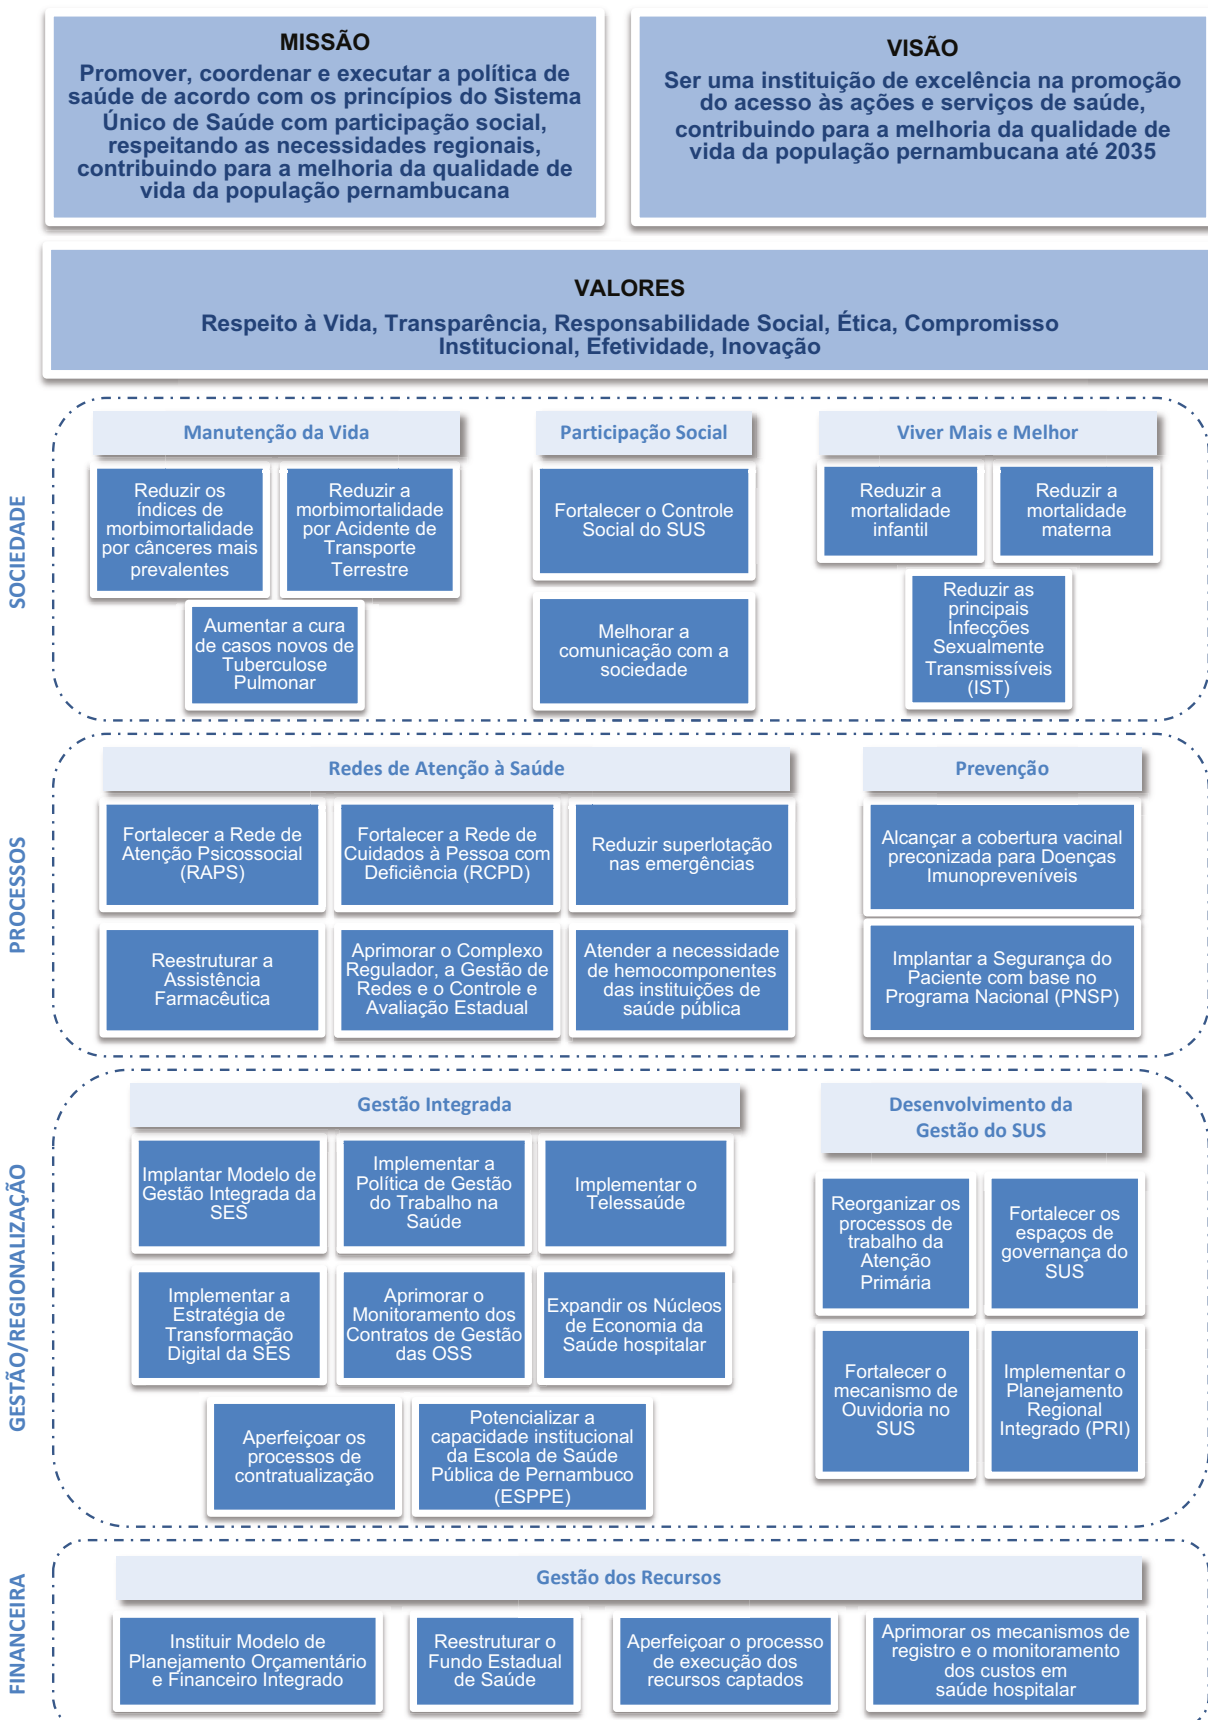 MISSÃO
Promover, coordenar e executar a política de
saúde de acordo com os princípios do Sistema
Único de Saúde com participação social,
respeitando as necessidades regionais,
contribuindo para a melhoria da qualidade de
vida da população pernambucana
VISÃO
Ser uma instituição de excelência na promoção
do acesso às ações e serviços de saúde,
contribuindo para a melhoria da qualidade de
vida da população pernambucana até 2035
VALORES
Respeito à Vida, Transparência, Responsabilidade Social, Ética, Compromisso
Institucional, Efetividade, Inovação
SOCIEDADE
Manutenção da Vida
Reduzir os
índices de
morbimortalidade
por cânceres mais
prevalentes
Reduzir a
morbimortalidade
por Acidente de
Transporte
Terrestre
Aumentar a cura
de casos novos de
Tuberculose
Pulmonar
Participação Social
Fortalecer o Controle
Social do SUS
Melhorar a
comunicação com a
sociedade
Viver Mais e Melhor
Reduzir a
mortalidade
infantil
Reduzir a
mortalidade
materna
Reduzir as
principais
Infecções
Sexualmente
Transmissíveis
(IST)
PROCESSOS
Redes de Atenção à Saúde
Fortalecer a Rede de
Atenção Psicossocial
(RAPS)
Fortalecer a Rede de
Cuidados à Pessoa com
Deficiência (RCPD)
Reduzir superlotação
nas emergências
Reestruturar a
Assistência
Farmacêutica
Aprimorar o Complexo
Regulador, a Gestão de
Redes e o Controle e
Avaliação Estadual
Atender a necessidade
de hemocomponentes
das instituições de
saúde pública
Prevenção
Alcançar a cobertura vacinal
preconizada para Doenças
Imunopreveníveis
Implantar a Segurança do
Paciente com base no
Programa Nacional (PNSP)
GESTÃO/REGIONALIZAÇÃO
Gestão Integrada
Implantar Modelo de
Gestão Integrada da
SES
Implementar a
Política de Gestão
do Trabalho na
Saúde
Implementar o
Telessaúde
Implementar a
Estratégia de
Transformação
Digital da SES
Aprimorar o
Monitoramento dos
Contratos de Gestão
das OSS
Expandir os Núcleos
de Economia da
Saúde hospitalar
Aperfeiçoar os
processos de
contratualização
Potencializar a
capacidade institucional
da Escola de Saúde
Pública de Pernambuco
(ESPPE)
Desenvolvimento da
Gestão do SUS
Reorganizar os
processos de
trabalho da
Atenção
Primária
Fortalecer os
espaços de
governança do
SUS
Fortalecer o
mecanismo de
Ouvidoria no
SUS
Implementar o
Planejamento
Regional
Integrado (PRI)
FINANCEIRA
Gestão dos Recursos
Instituir Modelo de
Planejamento Orçamentário
e Financeiro Integrado
Reestruturar o
Fundo Estadual
de Saúde
Aperfeiçoar o processo
de execução dos
recursos captados
Aprimorar os mecanismos de
registro e o monitoramento
dos custos em
saúde hospitalar